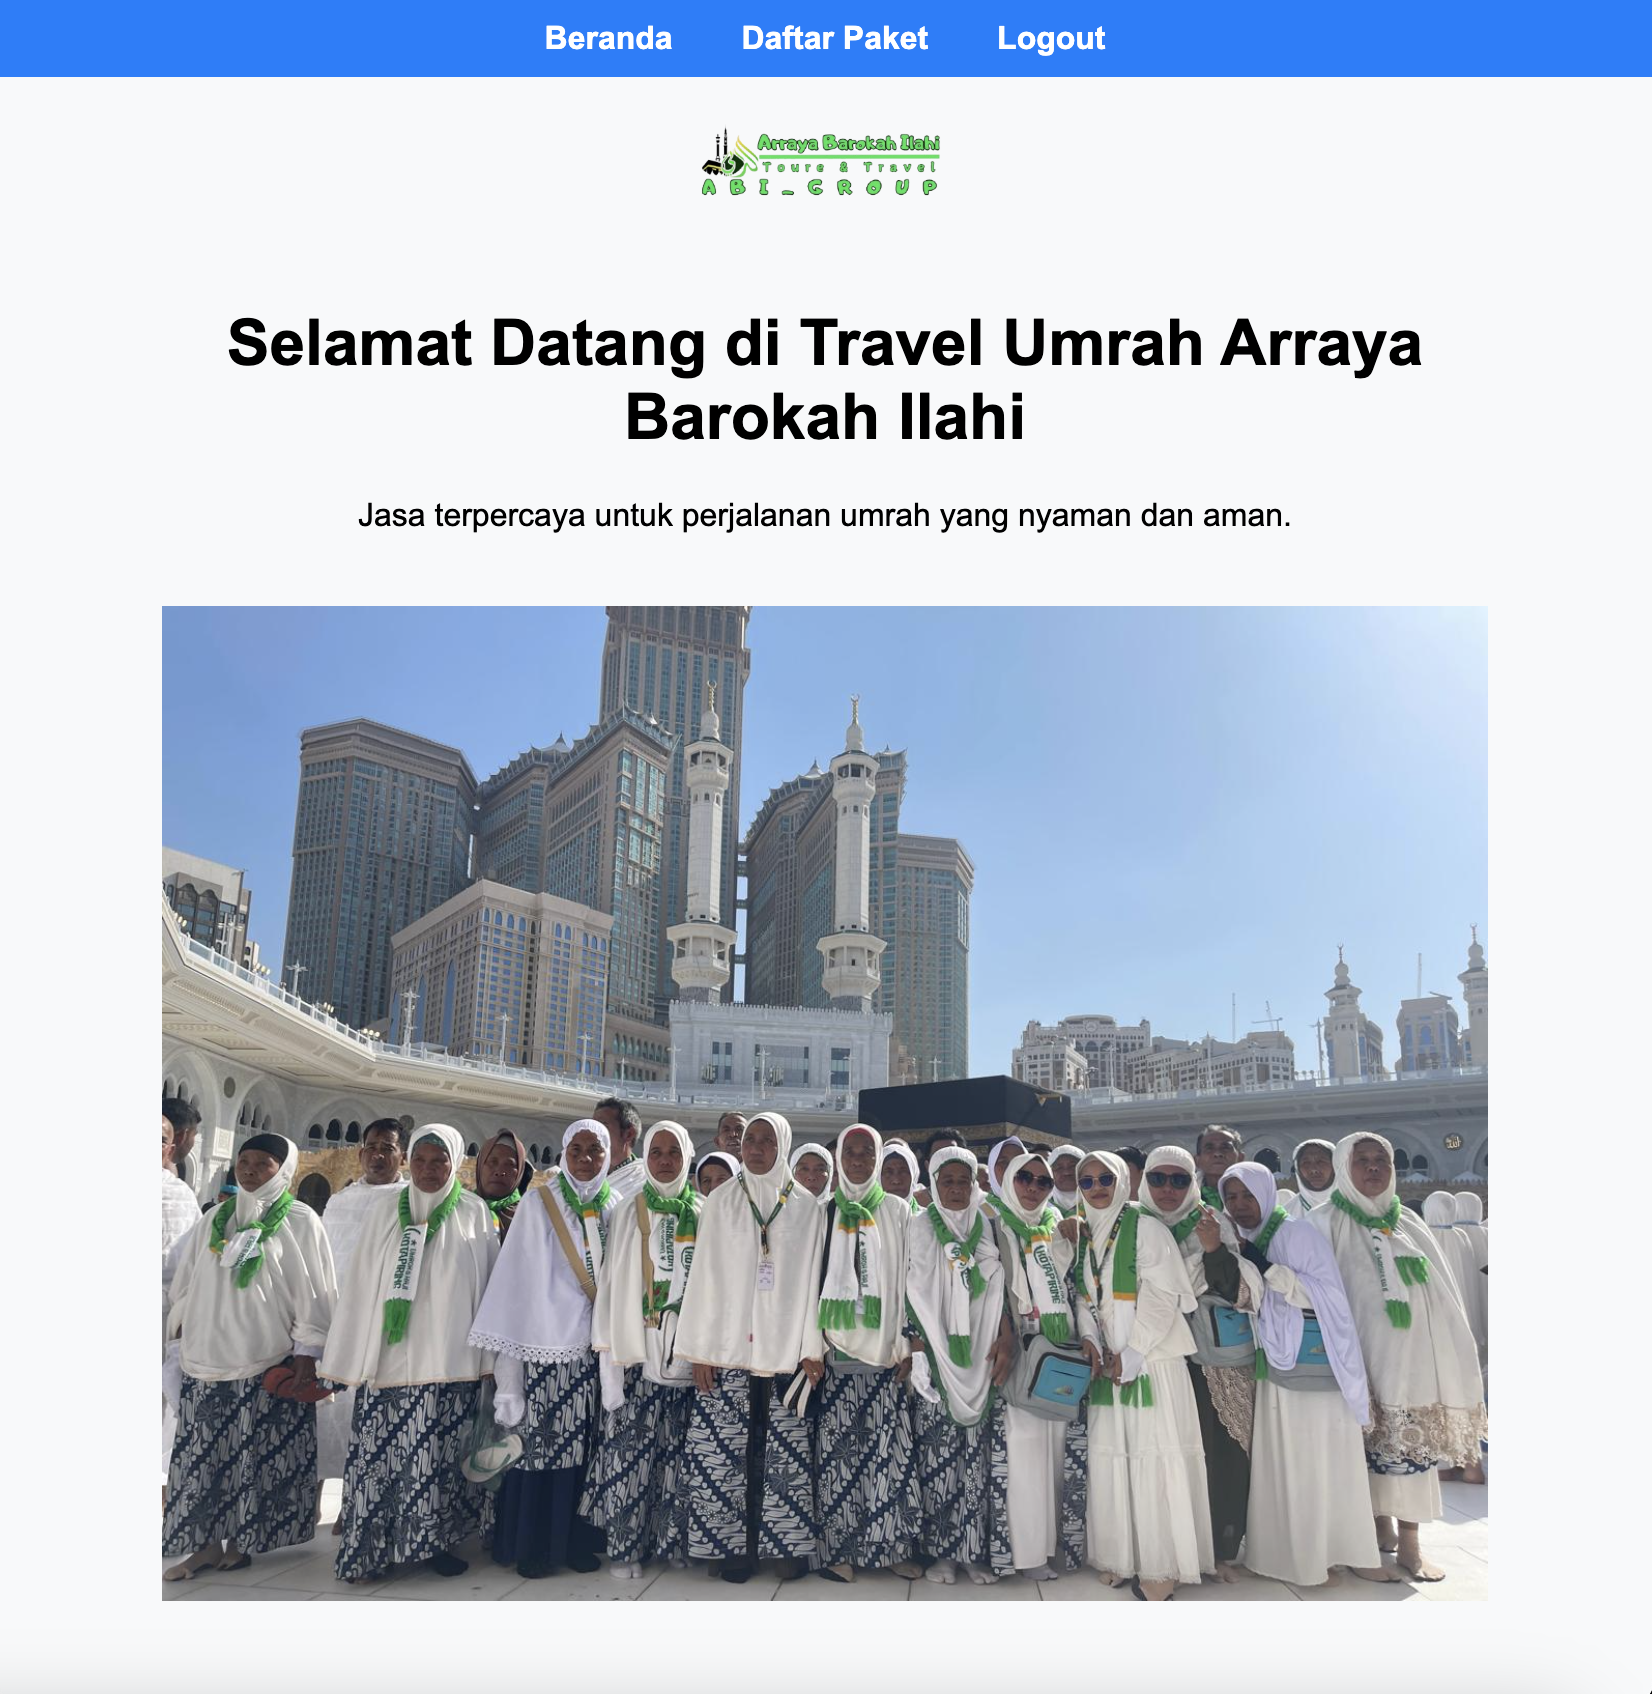 Beranda Daftar Paket Logout
Arraya Barokah Ilahi
Toure & Travel
ABI_GROUP
Selamat Datang di Travel Umrah Arraya
Barokah Ilahi
Jasa terpercaya untuk perjalanan umrah yang nyaman dan aman.